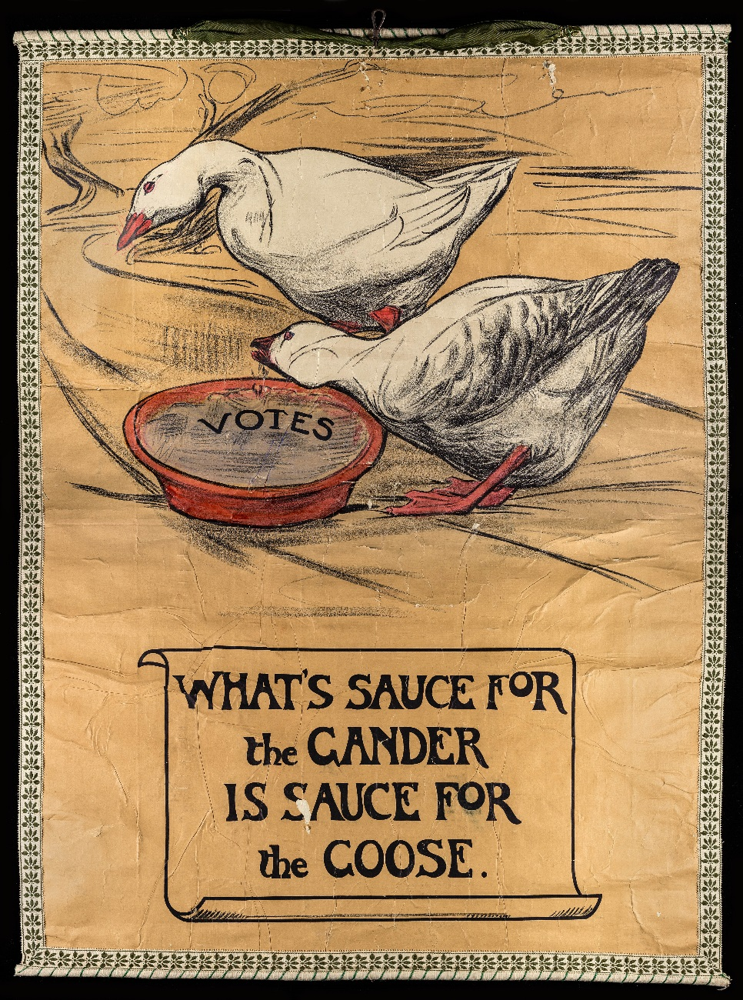 VOTES
WHAT'S SAUCE FOR
the GANDER
IS SAUCE FOR
the GOOSE.